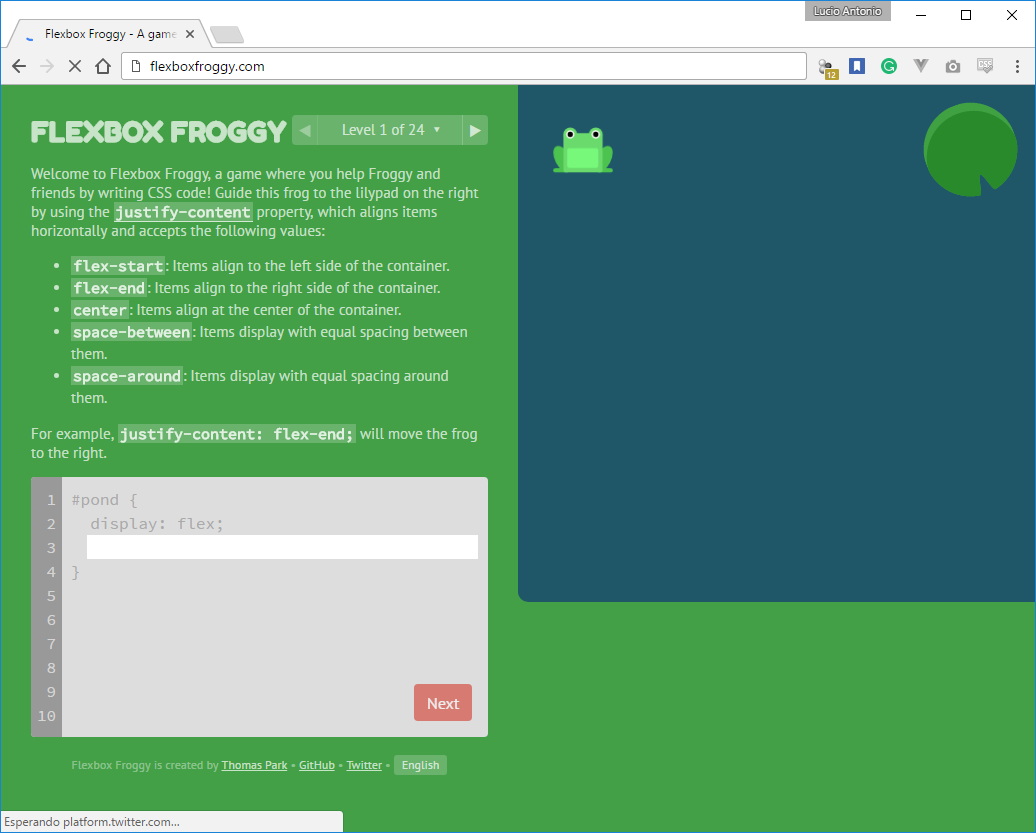 Lucio Antonio
Flexbox Froggy - A game
flexboxfroggy.com
12
CSS
FLEXBOX FROGGY
Level 1 of 24
Welcome to Flexbox Froggy, a game where you help Froggy and
friends by writing CSS code! Guide this frog to the lilypad on the right
by using the justify-content property, which aligns items
horizontally and accepts the following values:
flex-start: Items align to the left side of the container.
flex-end: Items align to the right side of the container.
center: Items align at the center of the container.
space-between: Items display with equal spacing between
them.
space-around: Items display with equal spacing around
them.
For example, justify-content: flex-end; will move the frog
to the right.
1 #pond {
2 display: flex;
3
4 }
5
6
7
8
9
10
Next
Flexbox Froggy is created by Thomas Park • GitHub • Twitter • English
Esperando platform.twitter.com...